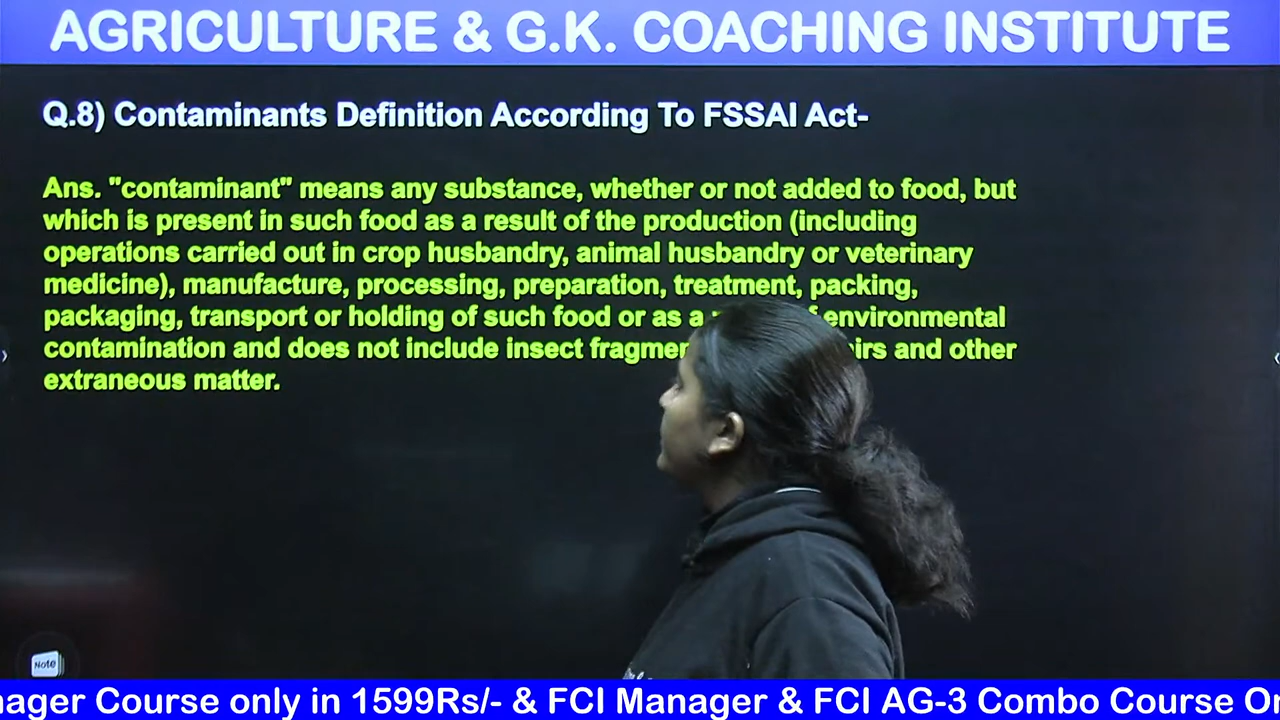 AGRICULTURE & G.K. COACHING INSTITUTE
Q.8) Contaminants Definition According To FSSAI Act-
Ans. "contaminant" means any substance, whether or not added to food, but
which is present in such food as a result of the production (including
operations carried out in crop husbandry, animal husbandry or veterinary
medicine), manufacture, processing, preparation, treatment, packing,
packaging, transport or holding of such food or as a environmental
contamination and does not include insect and other
extraneous matter.
Note
Course only in 1599Rs/- & FCI Manager & FCI AG-3 Combo Course